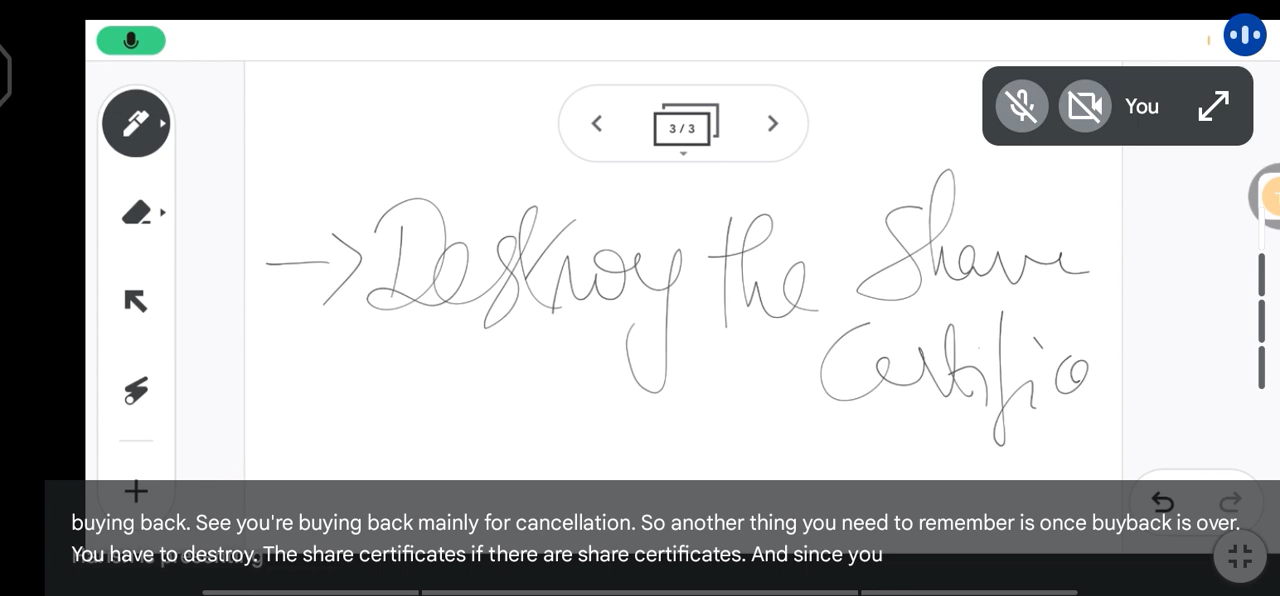 3 / 3
You
→ Destroy the Share
Certifica
buying back. See you're buying back mainly for cancellation. So another thing you need to remember is once buyback is over.
You have to destroy. The share certificates if there are share certificates. And since you